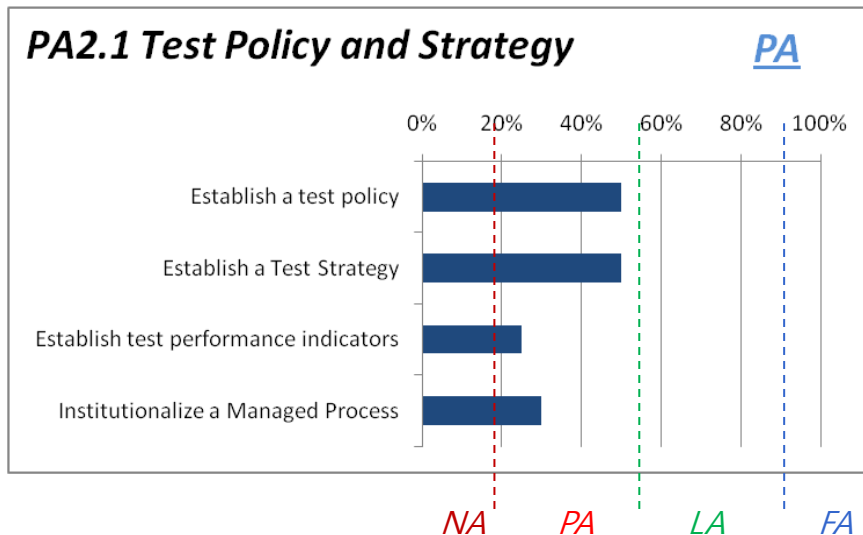 PA2.1 Test Policy and Strategy PA
0% 20% 40% 60% 80% 100%
Establish a test policy
Establish a Test Strategy
Establish test performance indicators
Institutionalize a Managed Process
NA PA LA FA